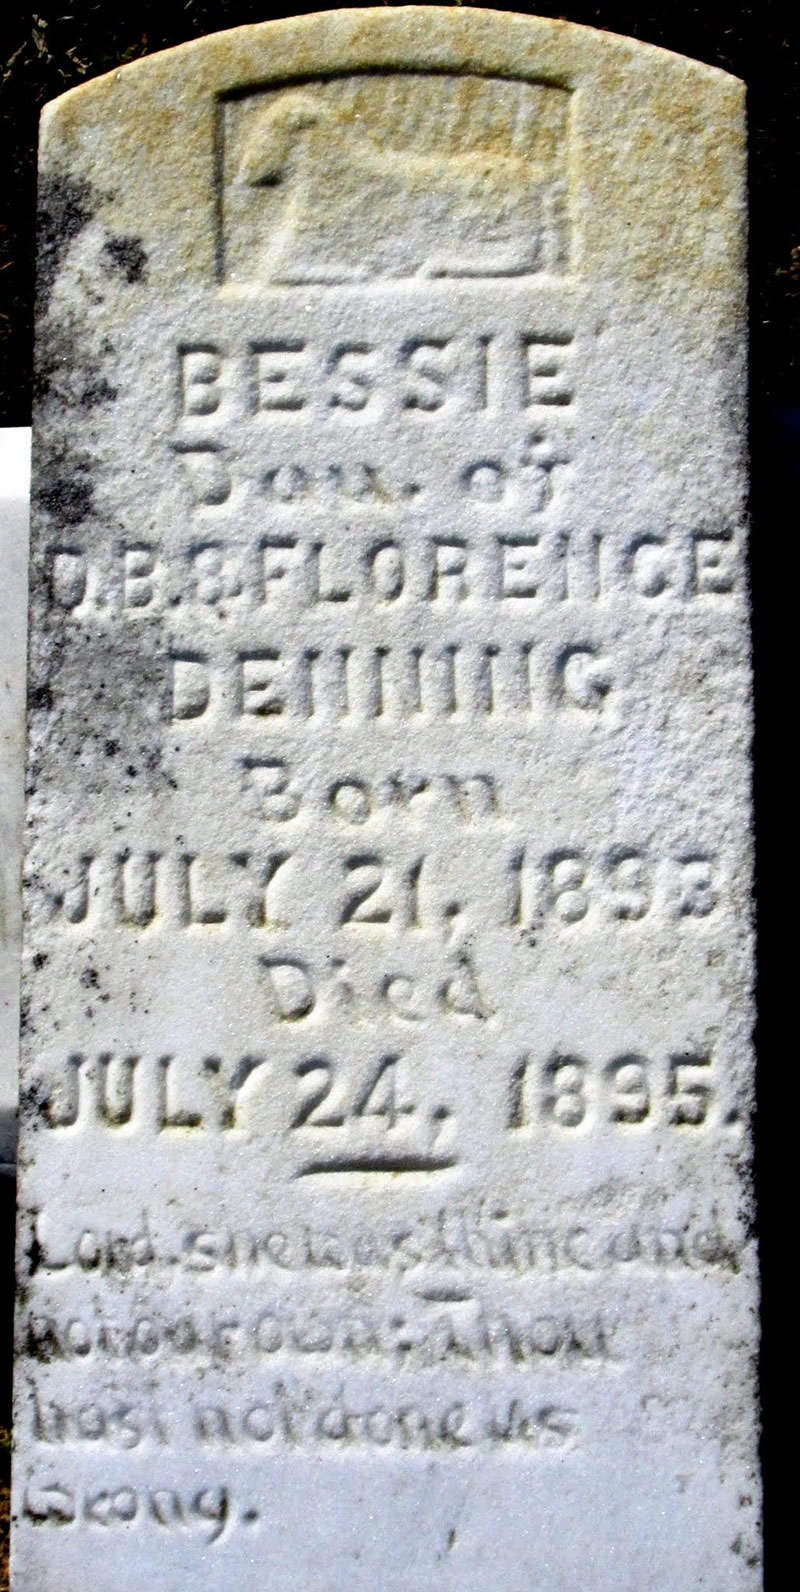 BESSIE
Dau. of
D.B.&FLORENCE
DENNING
Born
JULY 21, 1893
Died
JULY 24, 1895.
Lord. she was thine and
not our own; Thou
hast not done us
wrong.